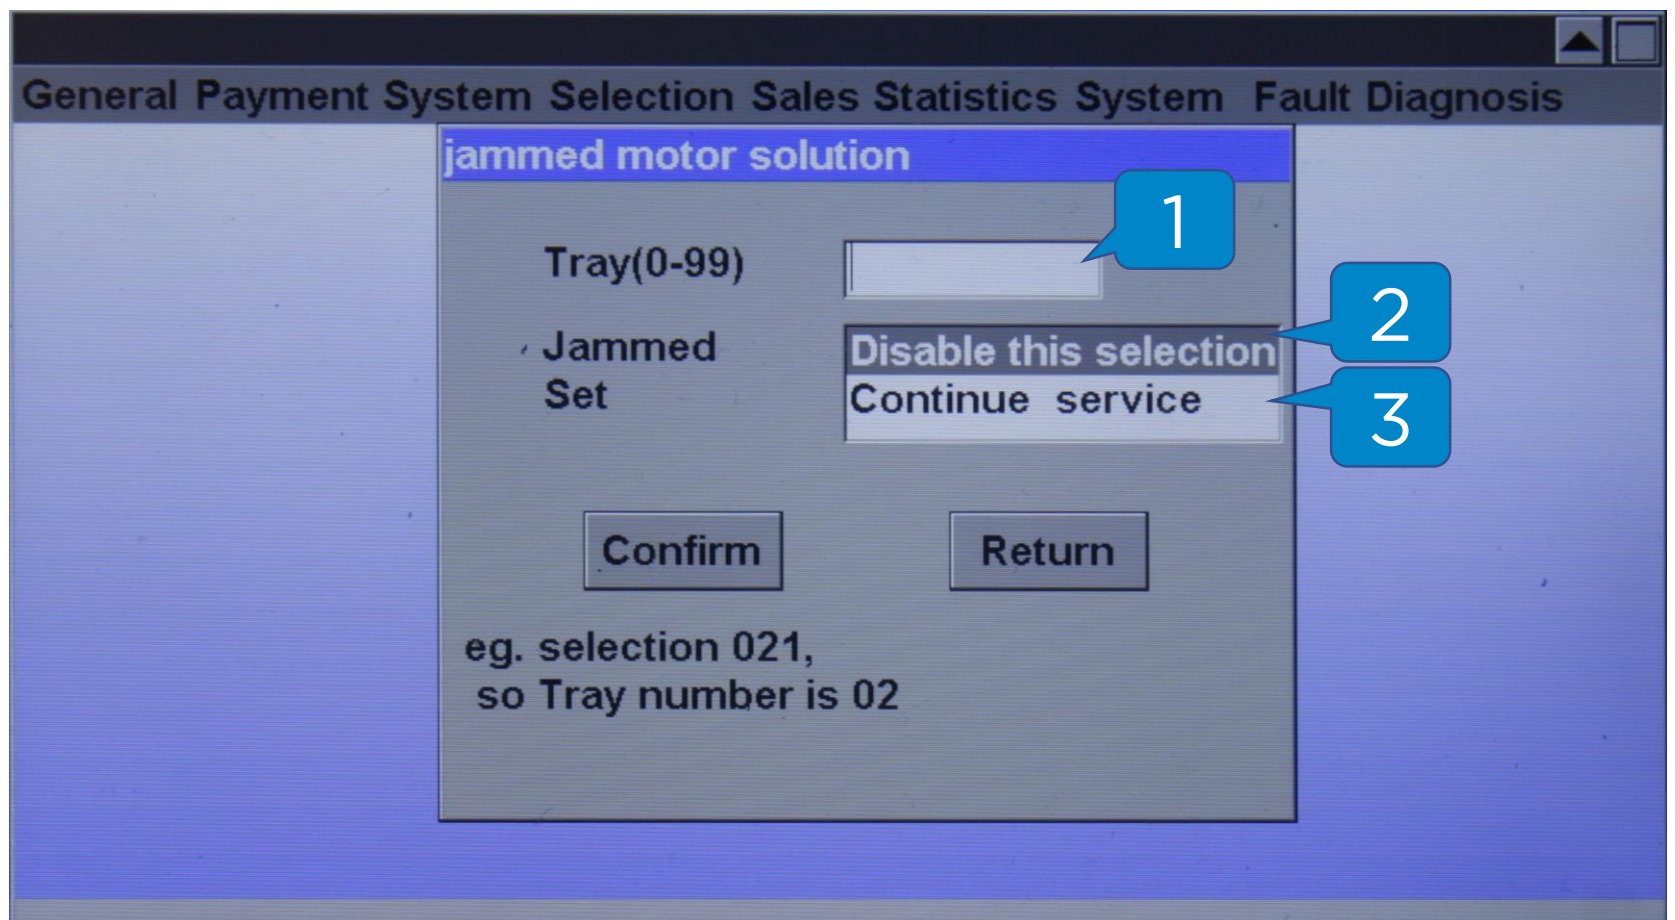 General Payment System Selection Sales Statistics System Fault Diagnosis
jammed motor solution
1
Tray(0-99)
2
Jammed
Set
Disable this selection
Continue service
3
Confirm
Return
eg. selection 021,
so Tray number is 02